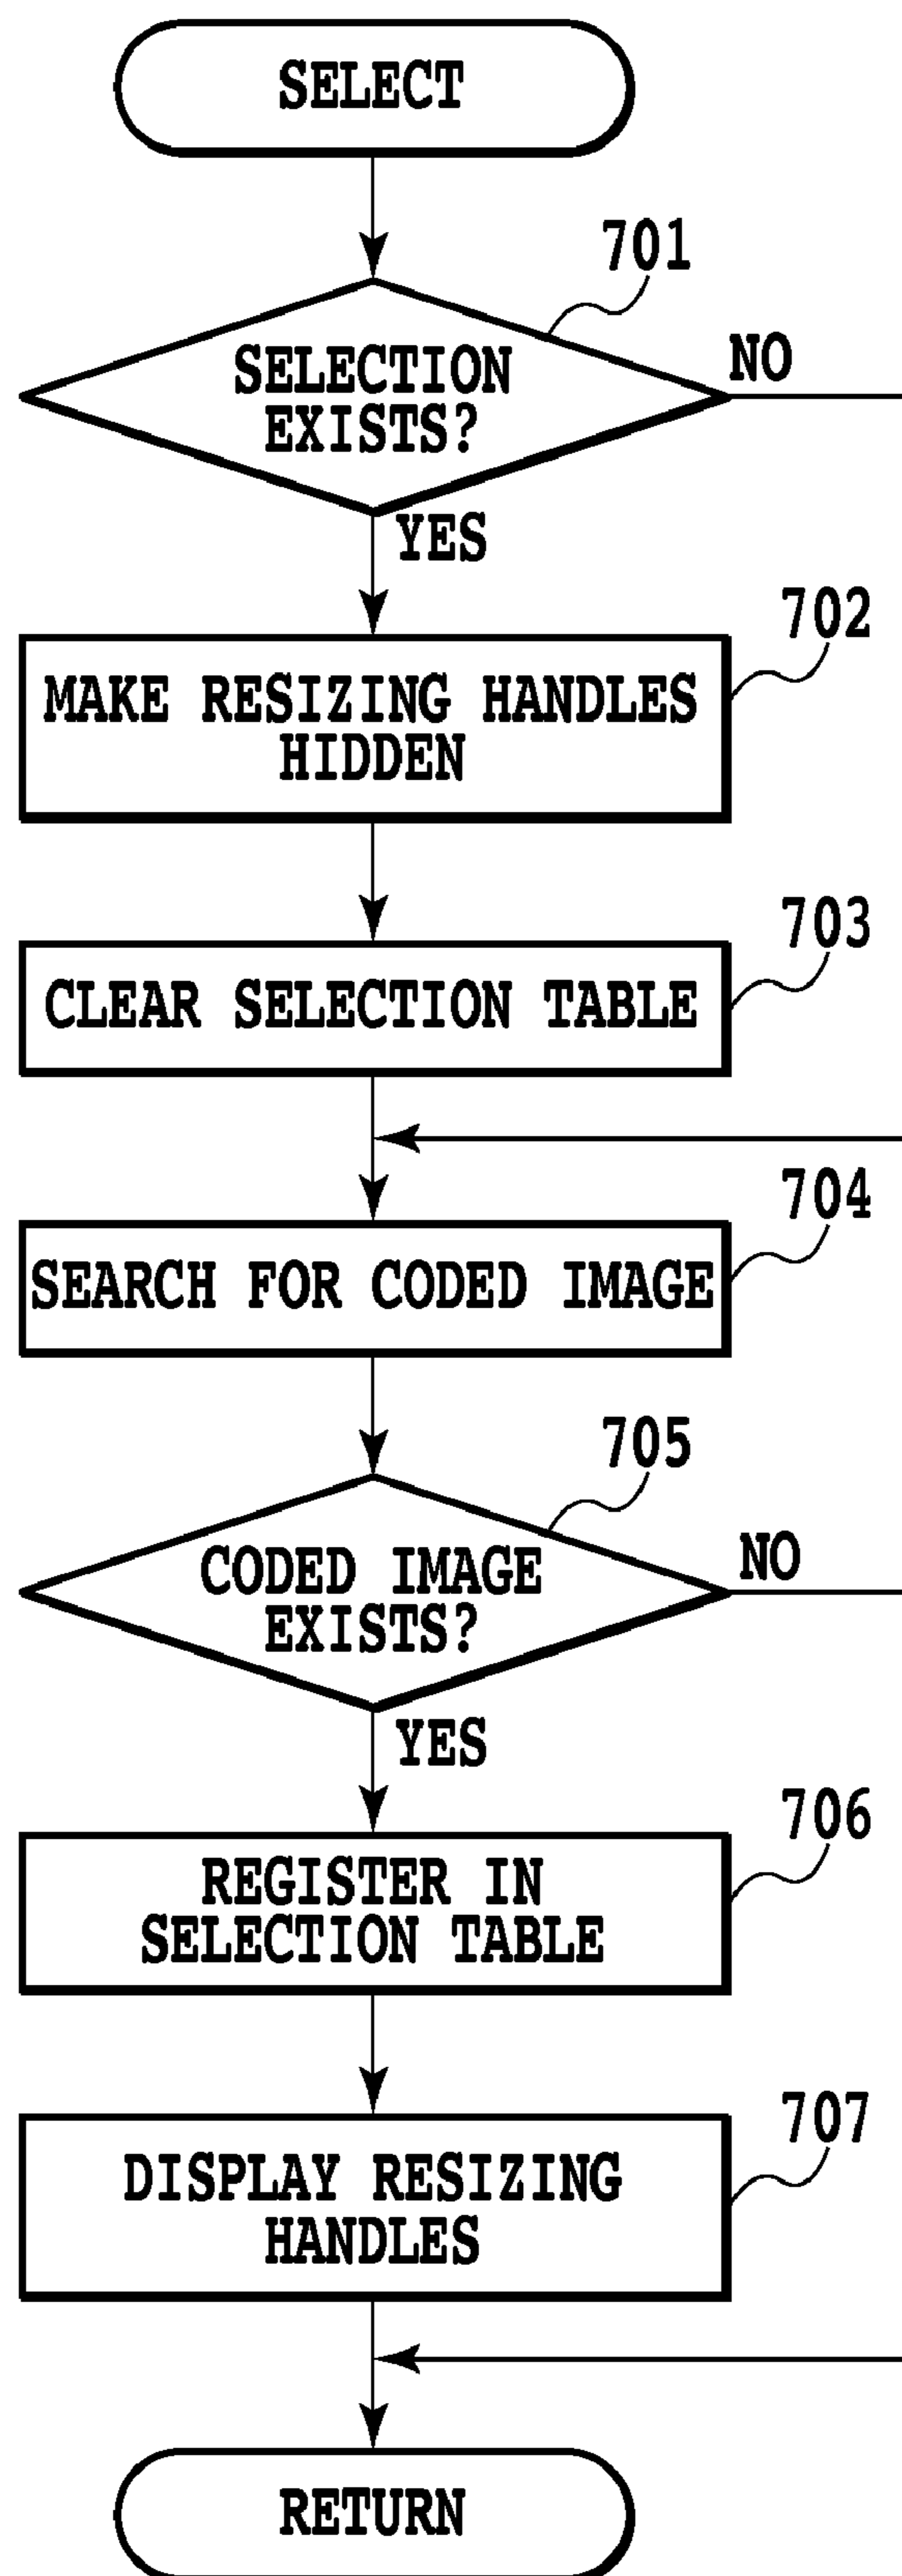 SELECT
701
SELECTION
EXISTS?
NO
YES
702
MAKE RESIZING HANDLES
HIDDEN
703
CLEAR SELECTION TABLE
704
SEARCH FOR CODED IMAGE
705
CODED IMAGE
EXISTS?
NO
YES
706
REGISTER IN
SELECTION TABLE
707
DISPLAY RESIZING
HANDLES
RETURN